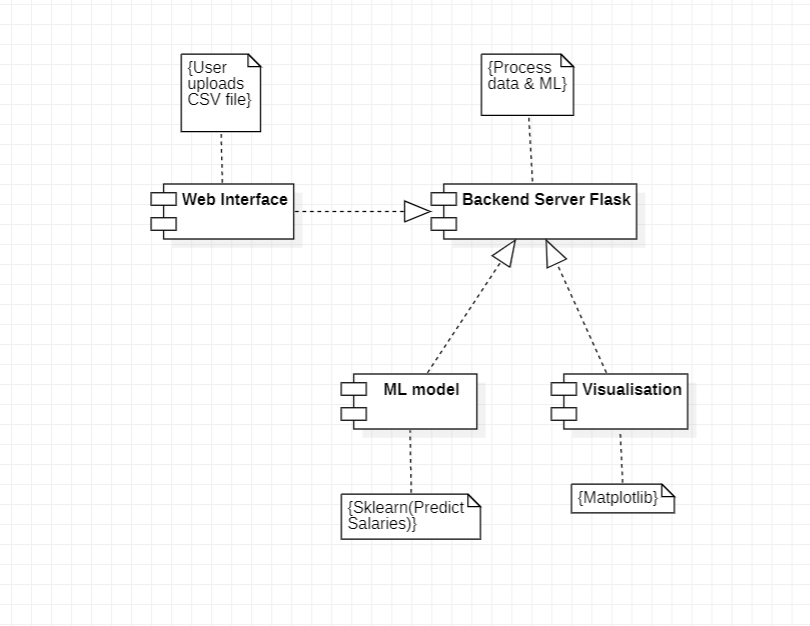 {User
uploads
CSV file}
{Process
data & ML}
Web Interface
Backend Server Flask
ML model
Visualisation
{Sklearn(Predict
Salaries)}
{Matplotlib}